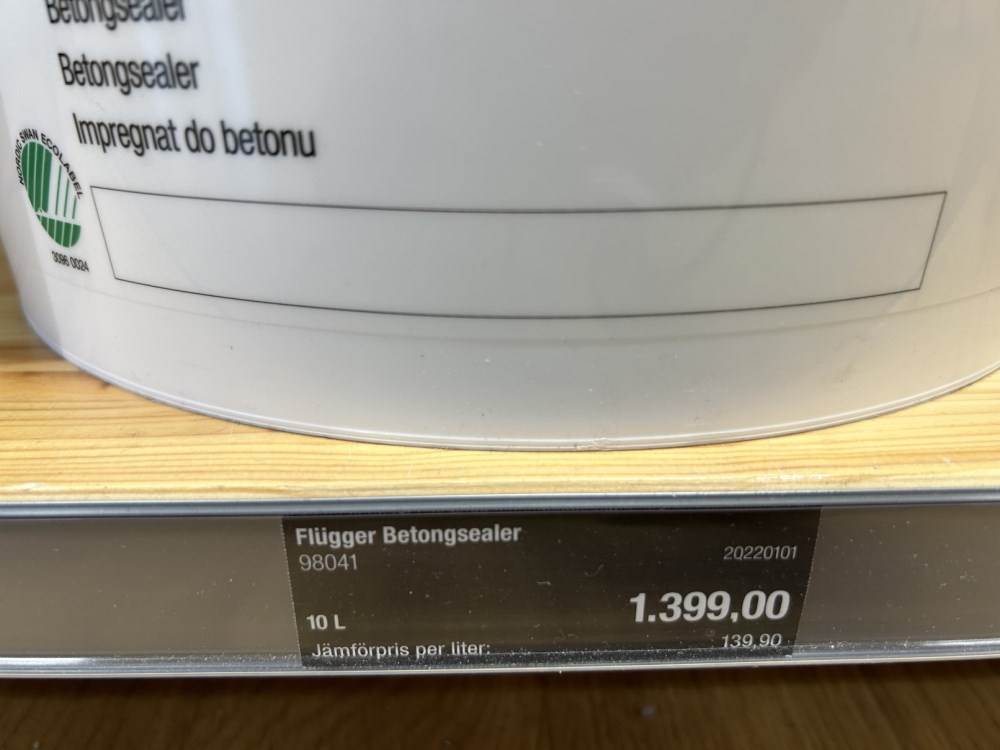 Betongsealer
Betongsealer
Impregnat do betonu
NORDIC SWAN ECOLABEL
3096 0024
Flügger Betongsealer
98041
20220101
10 L
1.399,00
Jämförpris per liter:
139,90